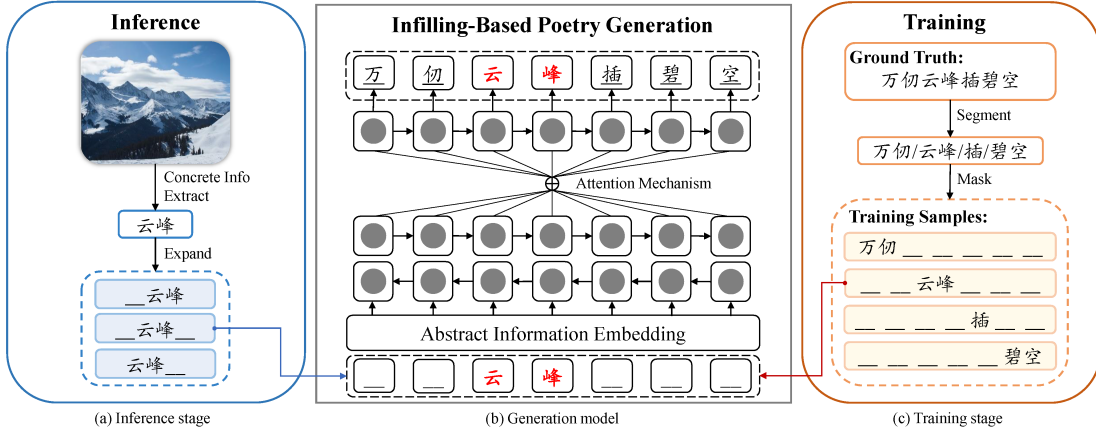 Inference
Concrete Info
Extract
云峰
Expand
__云峰
__云峰__
云峰__
(a) Inference stage
Infilling-Based Poetry Generation
万 仞 云 峰 插 碧 空
Attention Mechanism
Abstract Information Embedding
__ __ 云 峰 __ __ __
(b) Generation model
Training
Ground Truth:
万仞云峰插碧空
Segment
万仞/云峰/插/碧空
Mask
Training Samples:
万仞 __ __ __ __ __
__ __ 云峰 __ __ __
__ __ __ __ 插 __ __
__ __ __ __ __ 碧空
(c) Training stage